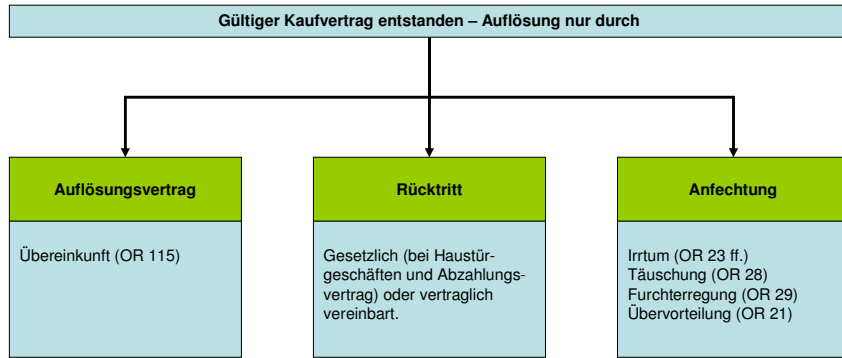 Gültiger Kaufvertrag entstanden – Auflösung nur durch
Auflösungsvertrag
Übereinkunft (OR 115)
Rücktritt
Gesetzlich (bei Haustür-
geschäften und Abzahlungs-
vertrag) oder vertraglich
vereinbart.
Anfechtung
Irrtum (OR 23 ff.)
Täuschung (OR 28)
Furchterregung (OR 29)
Übervorteilung (OR 21)